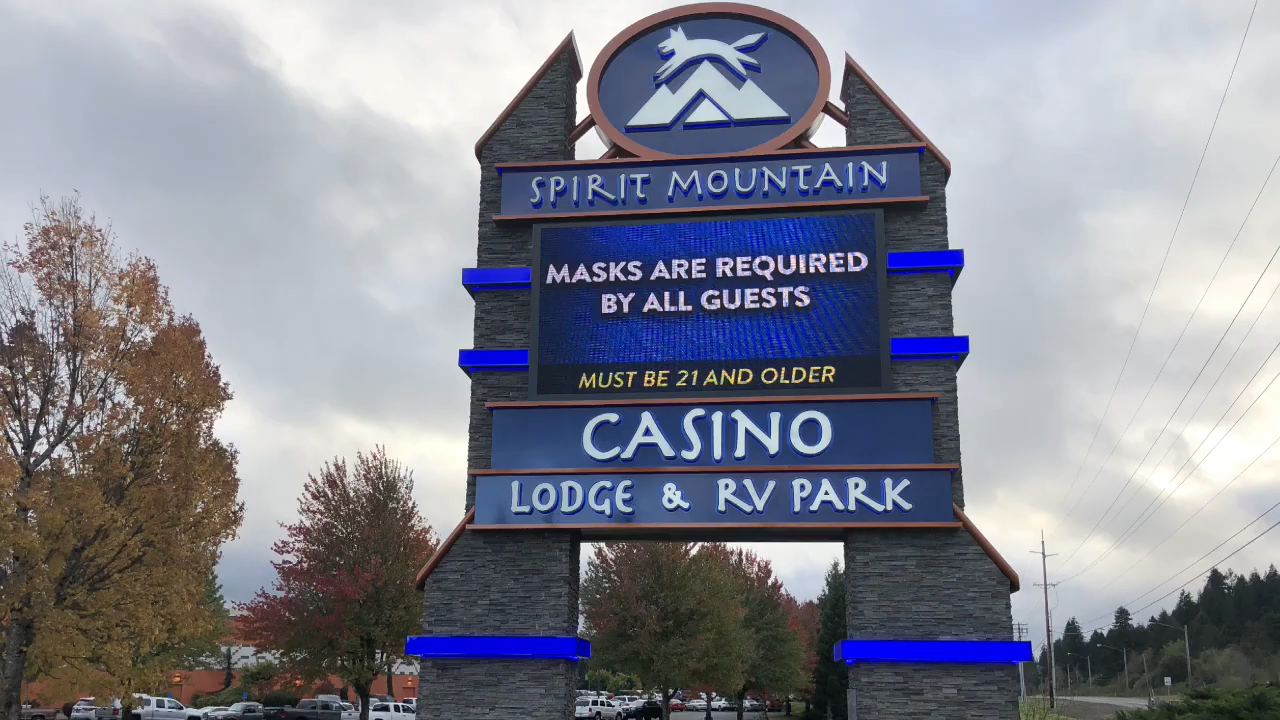 SPIRIT MOUNTAIN
MASKS ARE REQUIRED
BY ALL GUESTS
MUST BE 21 AND OLDER
CASINO
LODGE & RV PARK